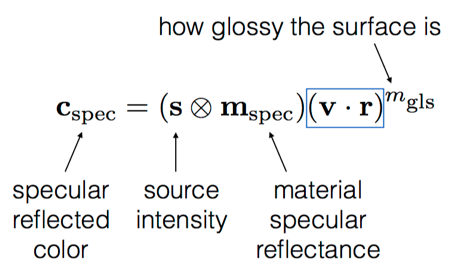 how glossy the surface is
c_spec = (s ⊗ m_spec)(v · r)^m_gls
specular reflected color
source intensity
material specular reflectance